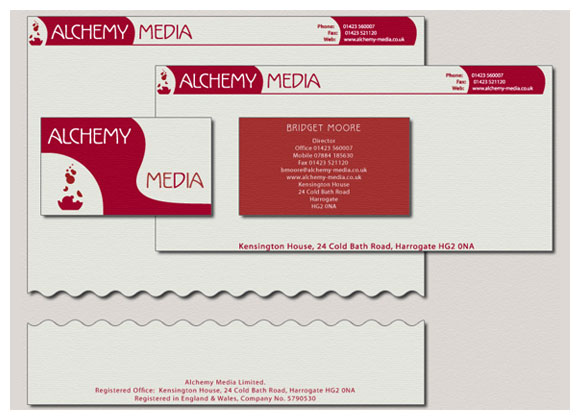 ALCHEMY MEDIA
Phone: 01423 560007
Fax: 01423 521120
Web: www.alchemy-media.co.uk
ALCHEMY MEDIA
Phone: 01423 560007
Fax: 01423 521120
Web: www.alchemy-media.co.uk
ALCHEMY
MEDIA
BRIDGET MOORE
Director
Office 01423 560007
Mobile 07884 185630
Fax 01423 521120
bmoore@alchemy-media.co.uk
www.alchemy-media.co.uk
Kensington House
24 Cold Bath Road
Harrogate
HG2 0NA
Kensington House, 24 Cold Bath Road, Harrogate HG2 0NA
Alchemy Media Limited.
Registered Office: Kensington House, 24 Cold Bath Road, Harrogate HG2 0NA
Registered in England & Wales, Company No. 5790530